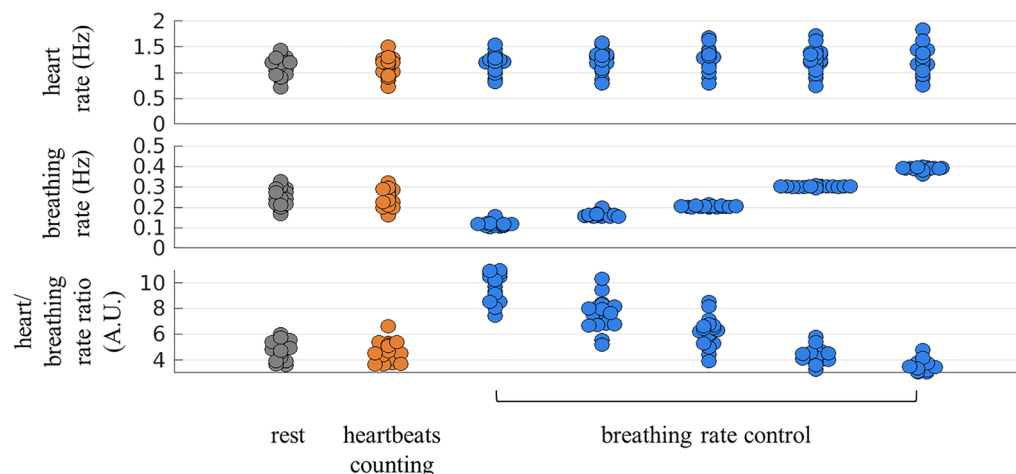 heart
rate (Hz)
2
1.5
1
0.5
0
breathing
rate (Hz)
0.5
0.4
0.3
0.2
0.1
0
heart/
breathing
rate ratio
(A.U.)
10
8
6
4
rest
heartbeats
counting
breathing rate control